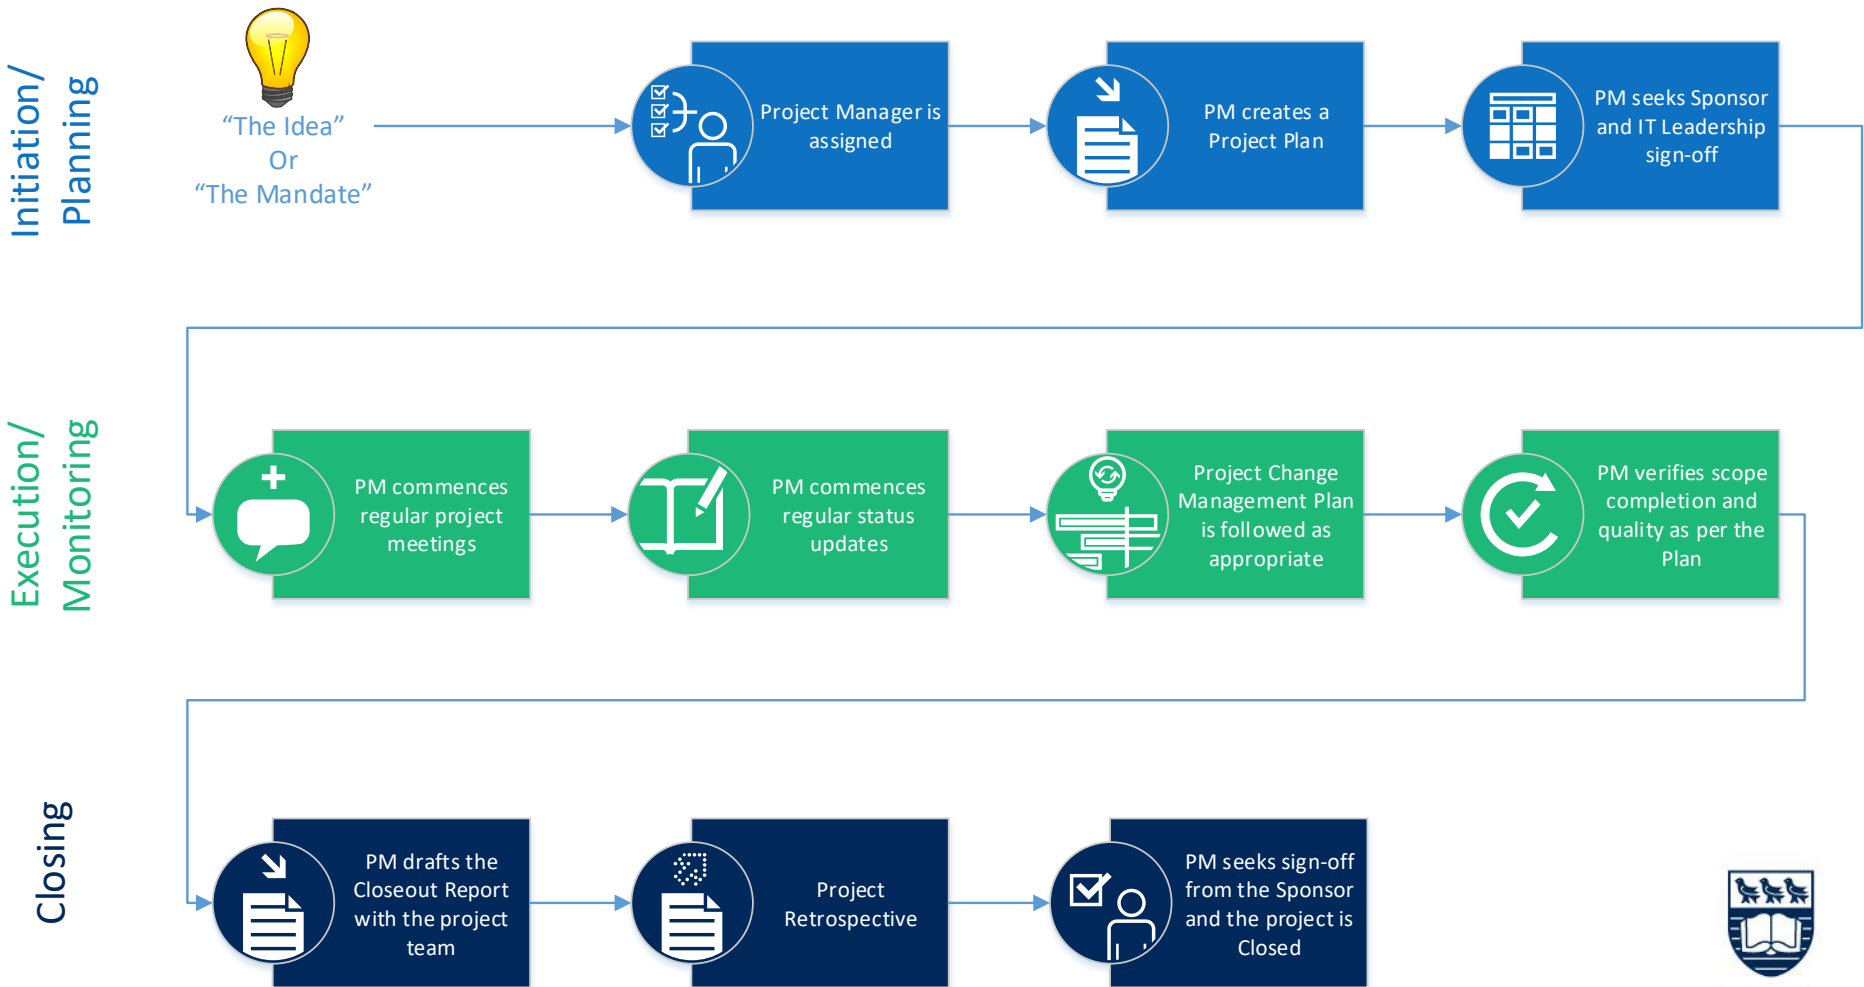 Initiation/
Planning
“The Idea”
Or
“The Mandate”
Project Manager is
assigned
PM creates a
Project Plan
PM seeks Sponsor
and IT Leadership
sign-off
Execution/
Monitoring
PM commences
regular project
meetings
PM commences
regular status
updates
Project Change
Management Plan
is followed as
appropriate
PM verifies scope
completion and
quality as per the
Plan
Closing
PM drafts the
Closeout Report
with the project
team
Project
Retrospective
PM seeks sign-off
from the Sponsor
and the project is
Closed